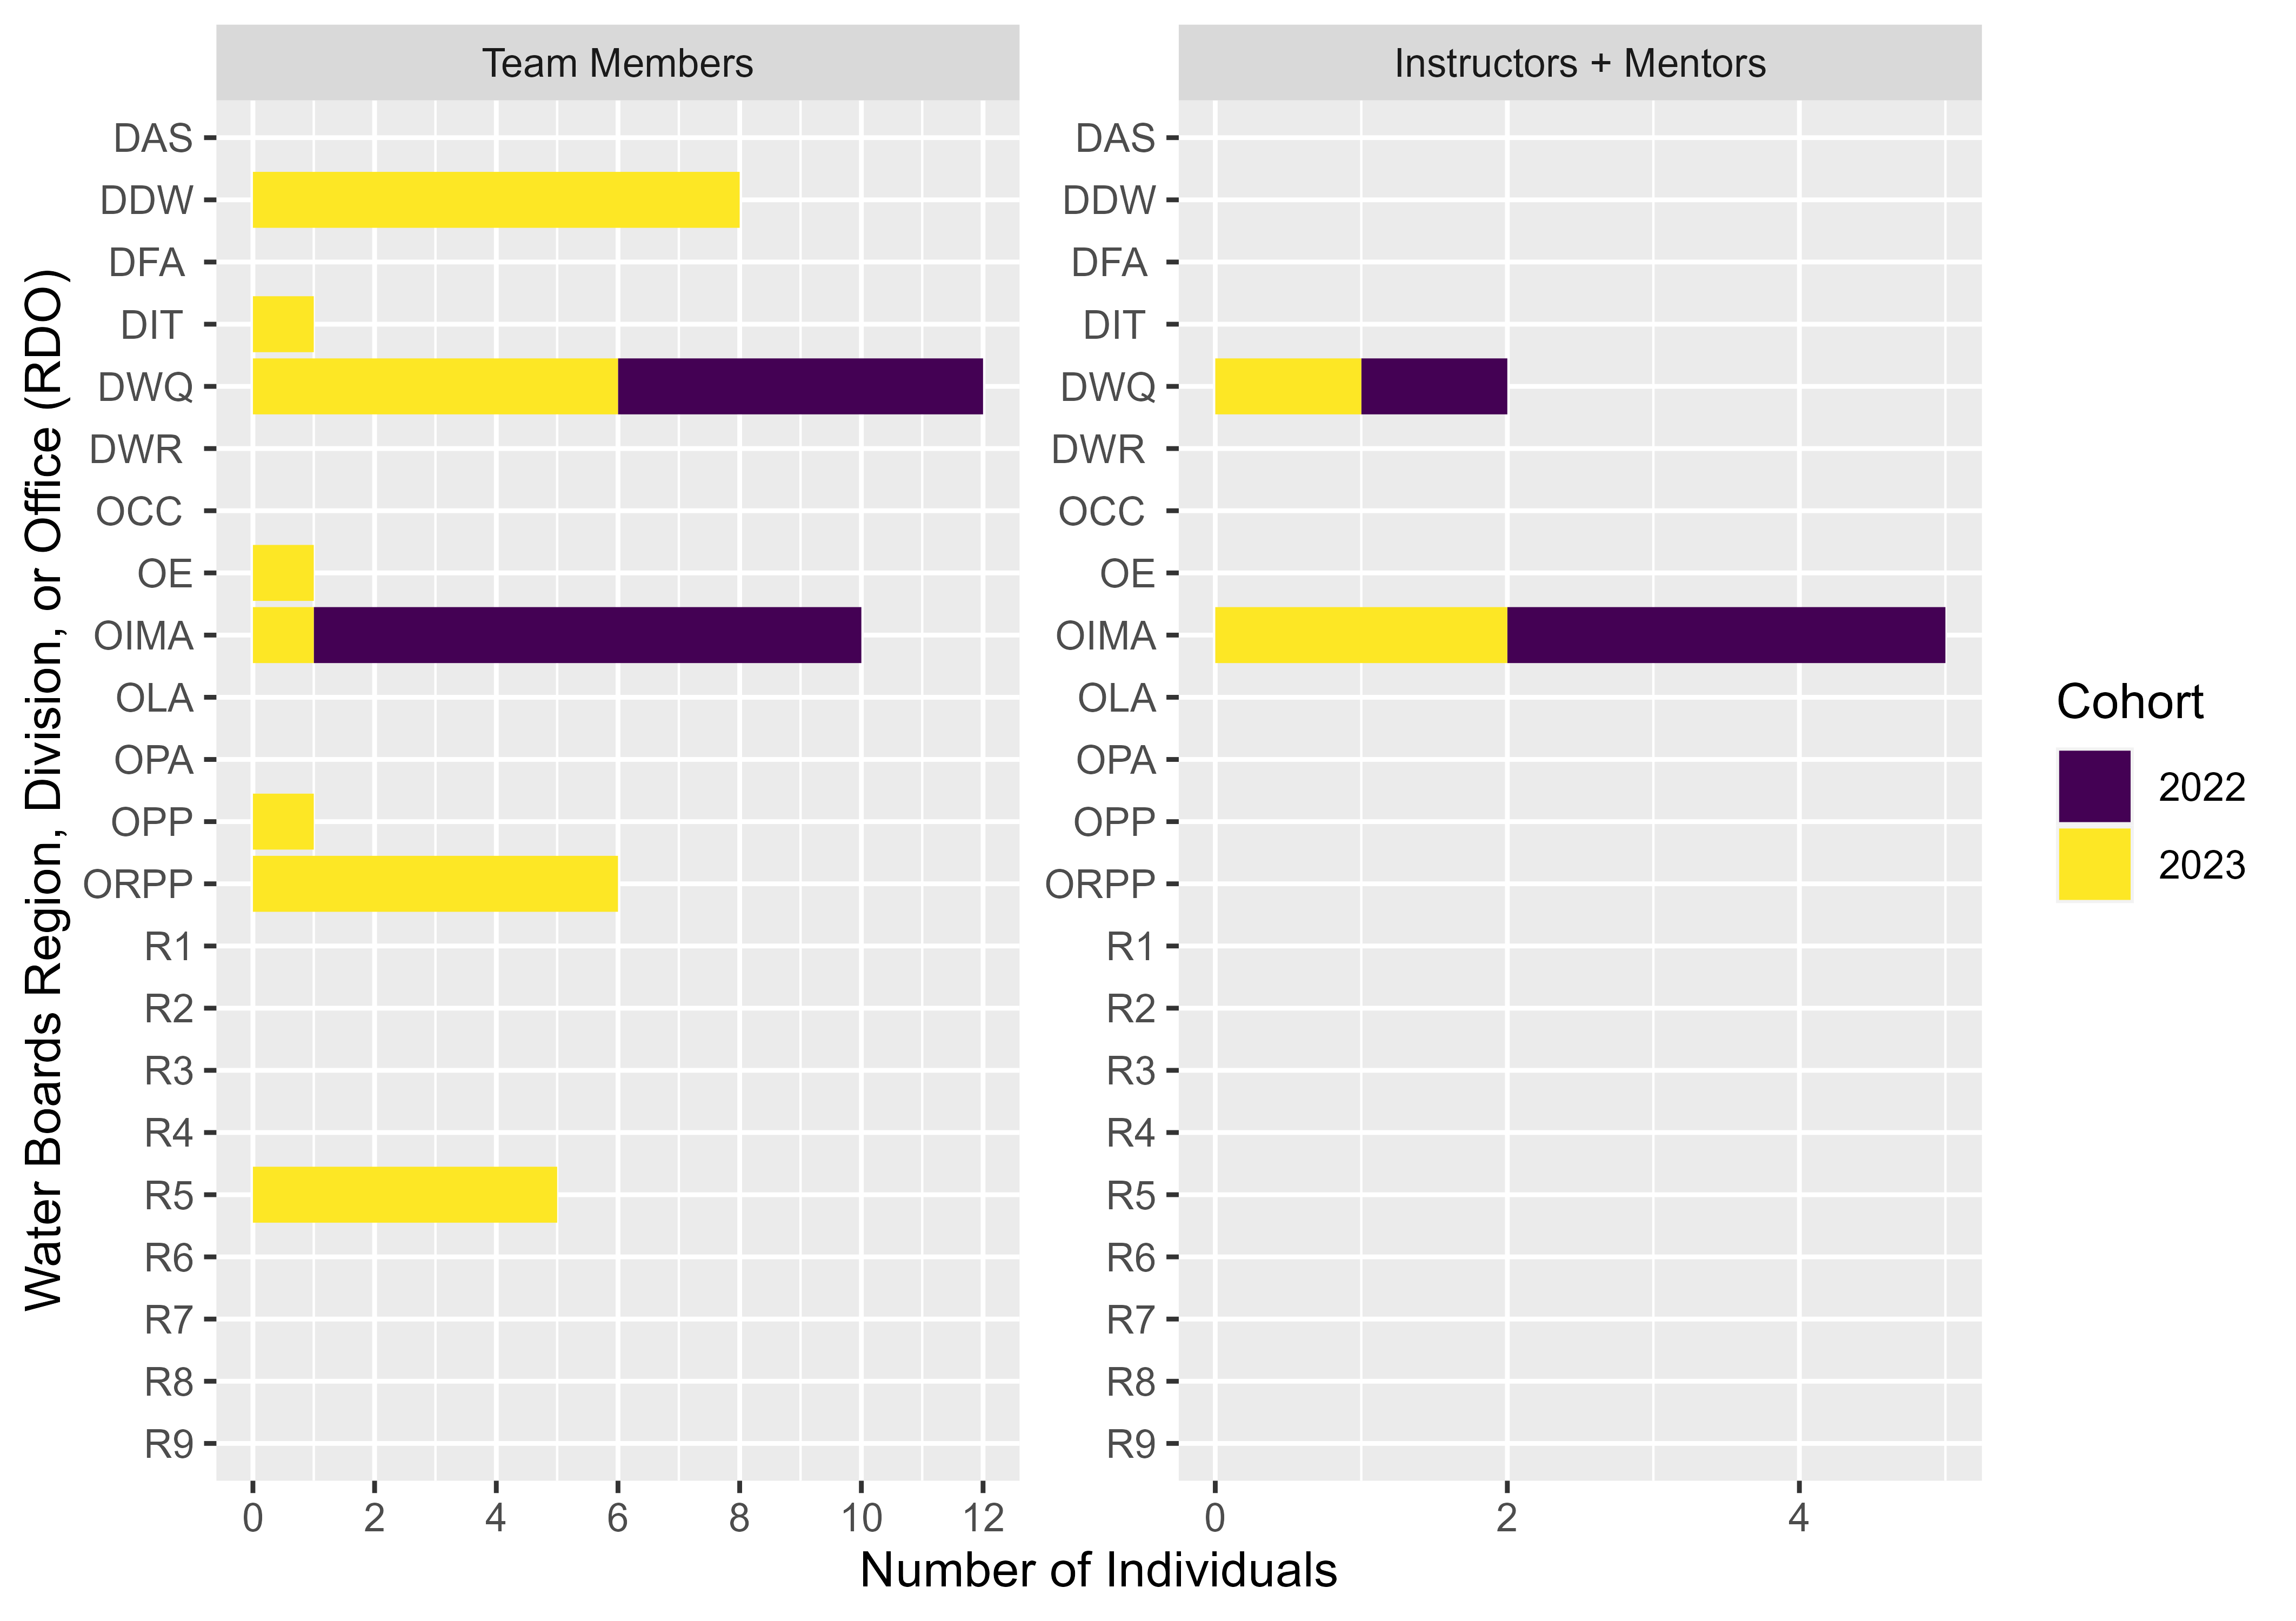 Team Members
Instructors + Mentors
Water Boards Region, Division, or Office (RDO)
DAS
DDW
DFA
DIT
DWQ
DWR
OCC
OE
OIMA
OLA
OPA
OPP
ORPP
R1
R2
R3
R4
R5
R6
R7
R8
R9
0 2 4 6 8 10 12
DAS
DDW
DFA
DIT
DWQ
DWR
OCC
OE
OIMA
OLA
OPA
OPP
ORPP
R1
R2
R3
R4
R5
R6
R7
R8
R9
0 2 4
Number of Individuals
Cohort
2022
2023